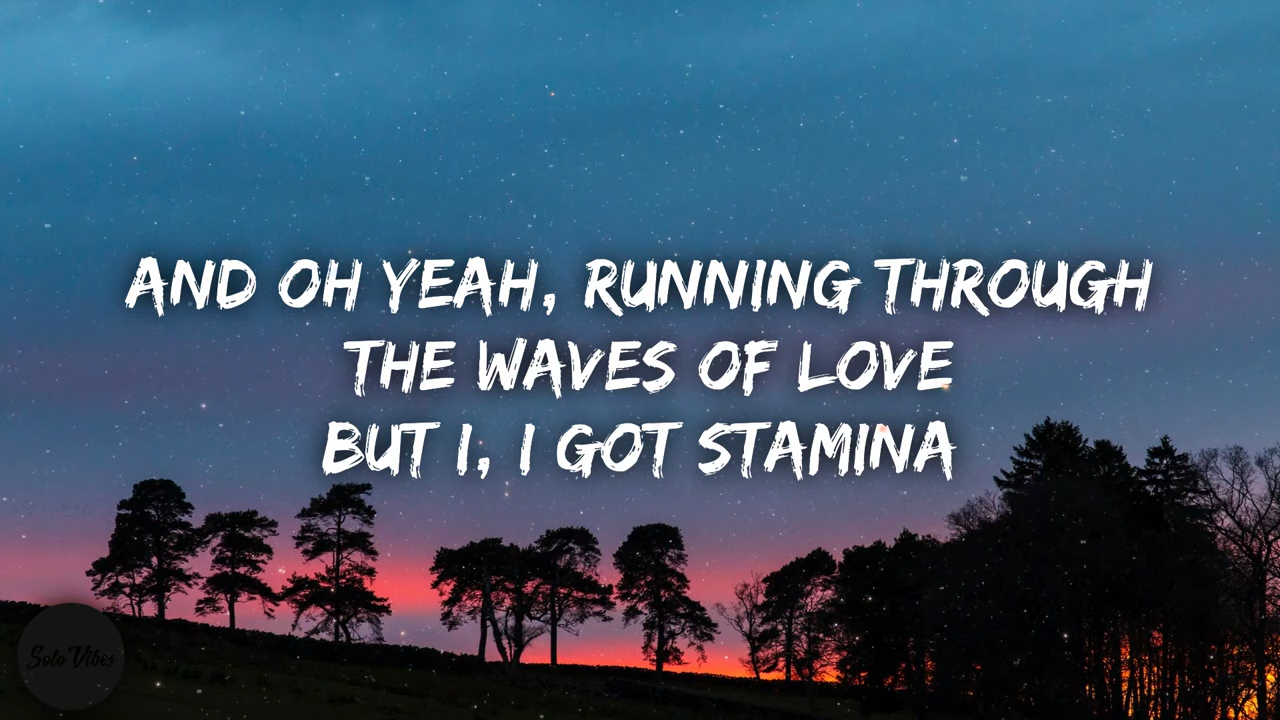 AND OH YEAH, RUNNING THROUGH
THE WAVES OF LOVE
BUT I, I GOT STAMINA
Solo Vibes